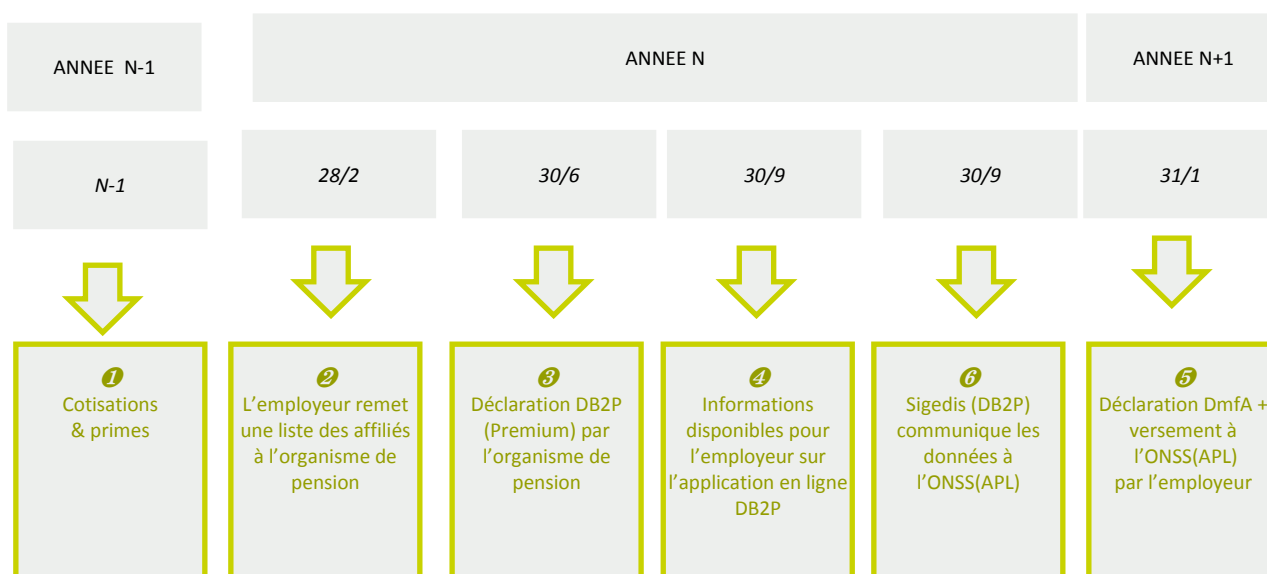 ANNEE N-1
ANNEE N
ANNEE N+1
N-1
28/2
30/6
30/9
30/9
31/1
❶
Cotisations
& primes
❷
L'employeur remet
une liste des affiliés
à l'organisme de
pension
❸
Déclaration DB2P
(Premium) par
l'organisme de
pension
❹
Informations
disponibles pour
l'employeur sur
l'application en ligne
DB2P
❻
Sigedis (DB2P)
communique les
données à
l'ONSS(APL)
❺
Déclaration DmfA +
versement à
l'ONSS(APL)
par l'employeur